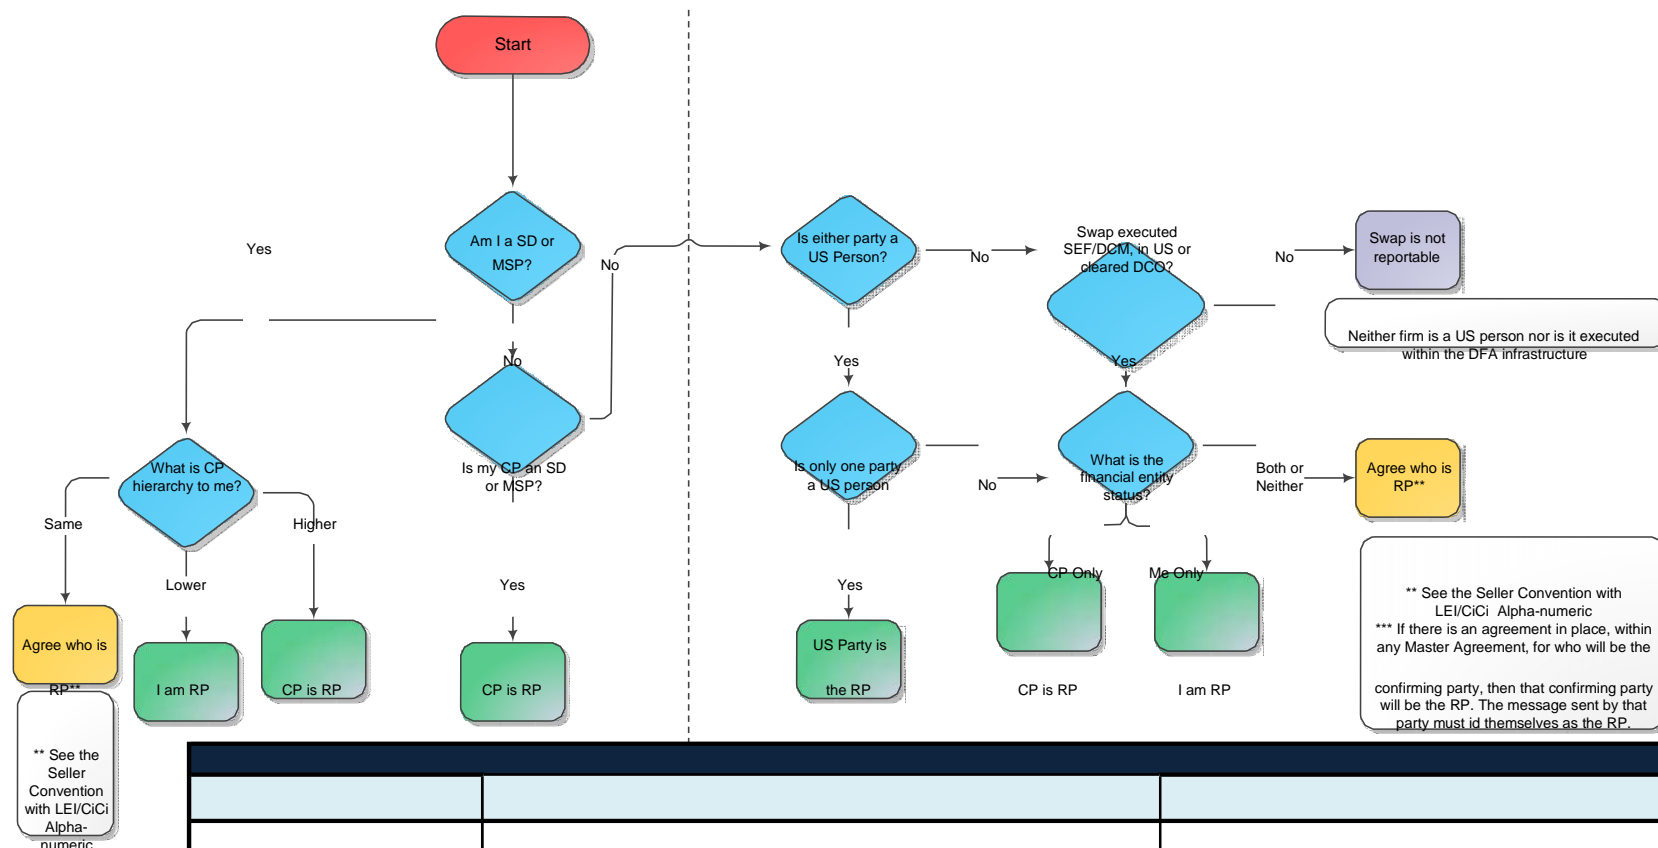 Start
Am I a SD or
MSP?
Yes
No
No
Is my CP an SD
or MSP?
What is CP
hierarchy to me?
Same
Higher
Lower
Yes
Agree who is
RP**
I am RP
CP is RP
CP is RP
** See the
Seller
Convention
with LEI/CiCi
Alpha-
numeric
Is either party a
US Person?
No
Swap executed
SEF/DCM, in US or
cleared DCO?
No
Swap is not
reportable
Neither firm is a US person nor is it executed
within the DFA infrastructure
Yes
Yes
Is only one party
a US person
No
What is the
financial entity
status?
Both or
Neither
Agree who is
RP**
CP Only
Me Only
Yes
US Party is
the RP
CP is RP
I am RP
** See the Seller Convention with
LEI/CiCi Alpha-numeric
*** If there is an agreement in place, within
any Master Agreement, for who will be the
confirming party, then that confirming party
will be the RP. The message sent by that
party must id themselves as the RP.